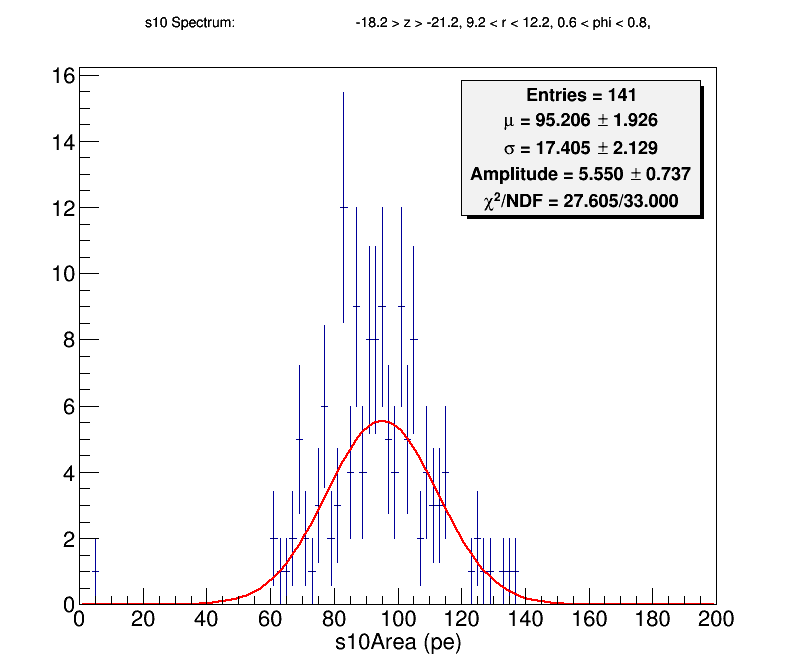 s10 Spectrum: -18.2 > z > -21.2, 9.2 < r < 12.2, 0.6 < phi < 0.8,
Entries = 141
μ = 95.206 ± 1.926
σ = 17.405 ± 2.129
Amplitude = 5.550 ± 0.737
χ²/NDF = 27.605/33.000
16
14
12
10
8
6
4
2
0
0 20 40 60 80 100 120 140 160 180 200
s10Area (pe)